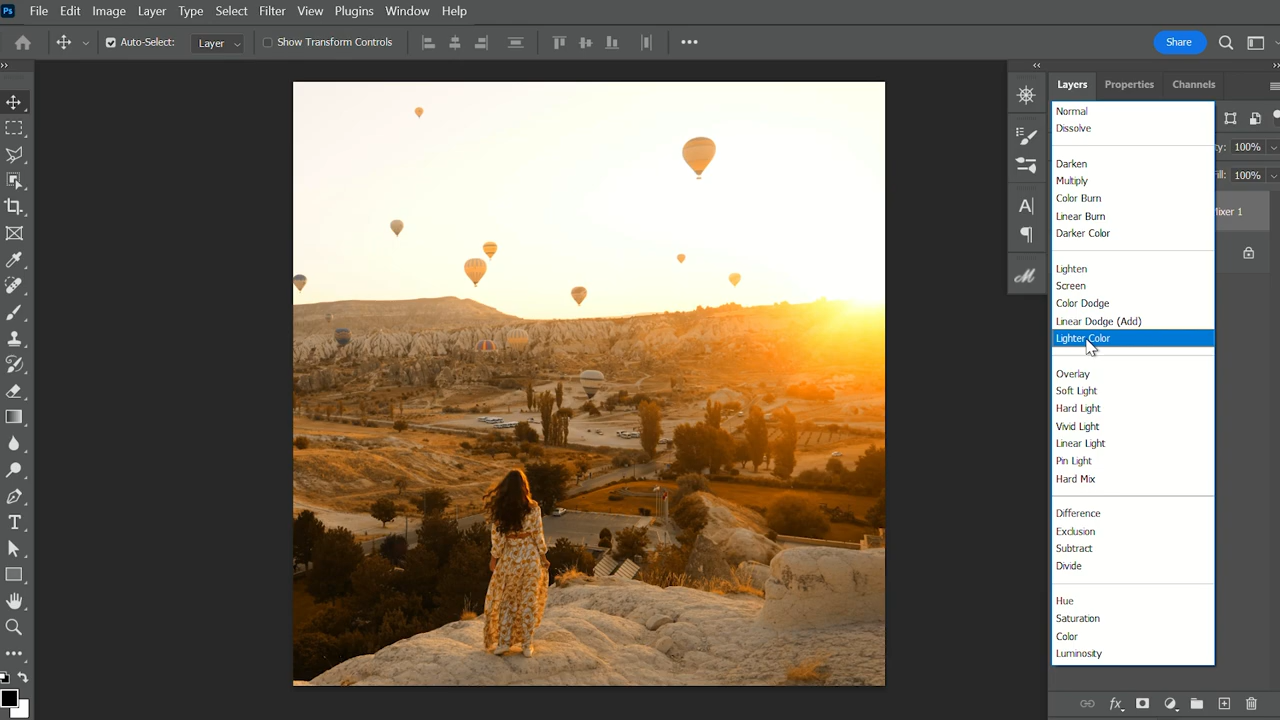 Ps File Edit Image Layer Type Select Filter View Plugins Window Help
Auto-Select: Layer Show Transform Controls Share
Layers Properties Channels
Normal
Dissolve
y: 100%
Darken
ill: 100%
Multiply
Color Burn
Linear Burn
Darker Color
ixer 1
Lighten
Screen
Color Dodge
Linear Dodge (Add)
Lighter Color
Overlay
Soft Light
Hard Light
Vivid Light
Linear Light
Pin Light
Hard Mix
Difference
Exclusion
Subtract
Divide
Hue
Saturation
Color
Luminosity